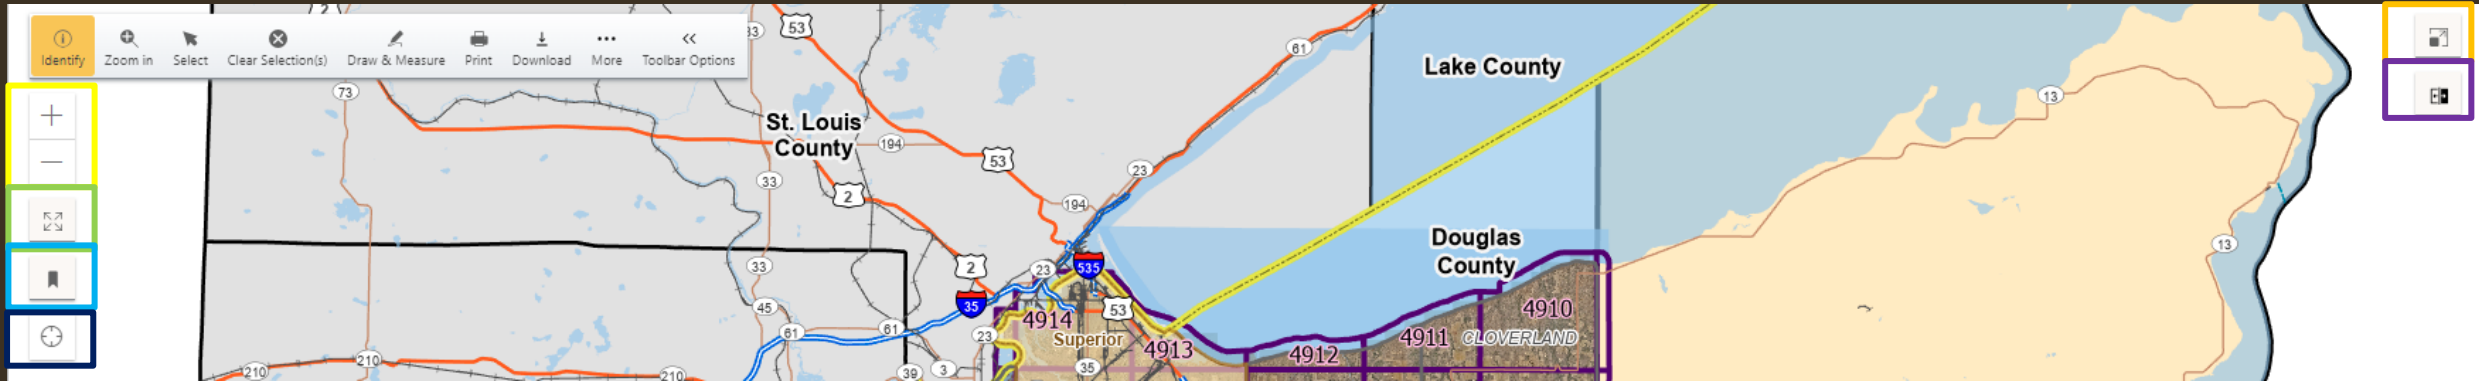 Identify
Zoom in
Select
Clear Selection(s)
Draw & Measure
Print
Download
More
Toolbar Options
2
33
53
61
Lake County
73
13
St. Louis
County
194
53
23
33
2
194
Douglas
County
13
33
2
23
535
35
45
53
4910
4914
61
61
23
Superior
4913
4911
CLOVERLAND
4912
210
210
210
39
3
35